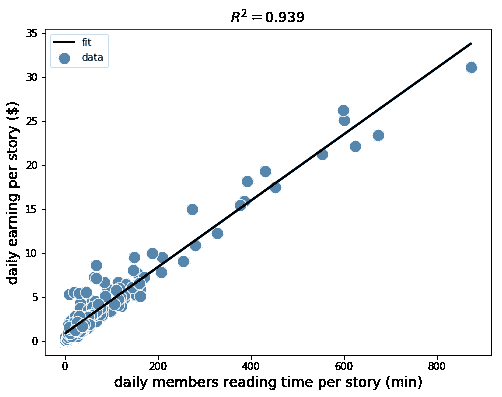 R² = 0.939
fit
data
35
30
25
20
15
10
5
0
daily earning per story ($)
0 200 400 600 800
daily members reading time per story (min)